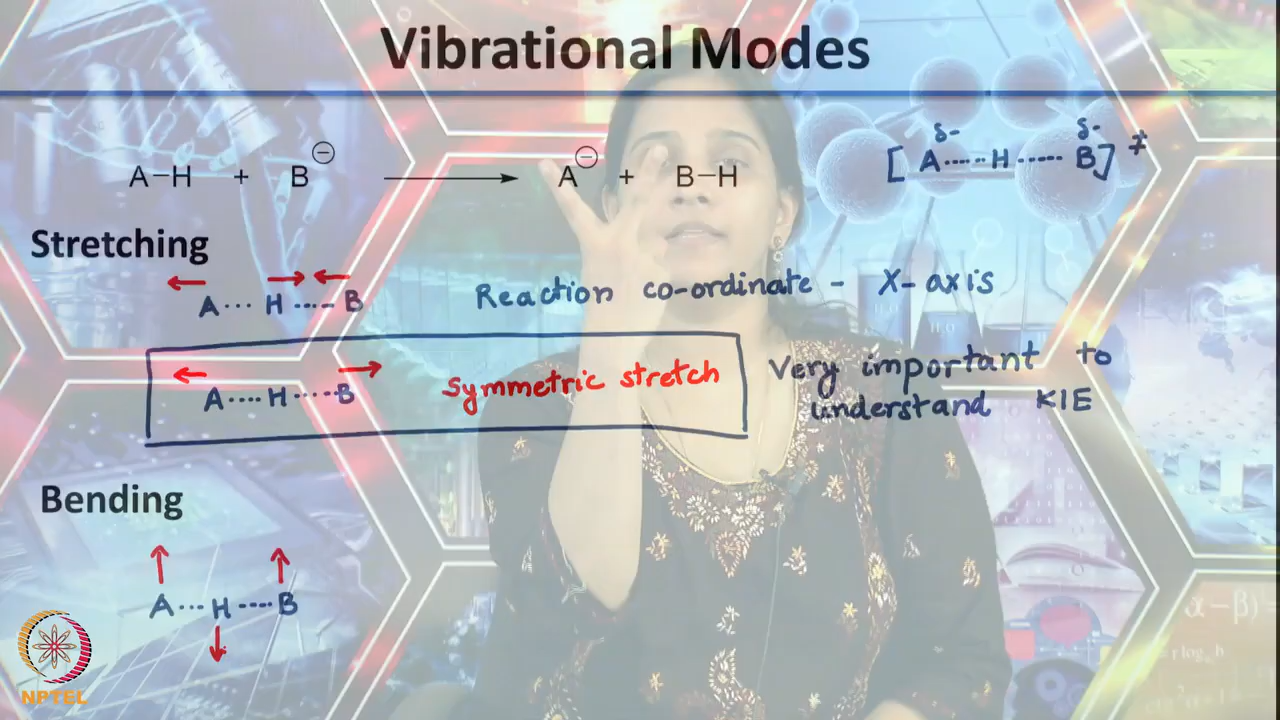 Vibrational Modes
A–H + B⊖ → A⊖ + B–H
[A·····H·····B]‡
δ- δ-
Stretching
A···H····B
Reaction co-ordinate - X-axis
A····H····B
Symmetric stretch
Very important to
understand KIE
Bending
A···H····B
NPTEL